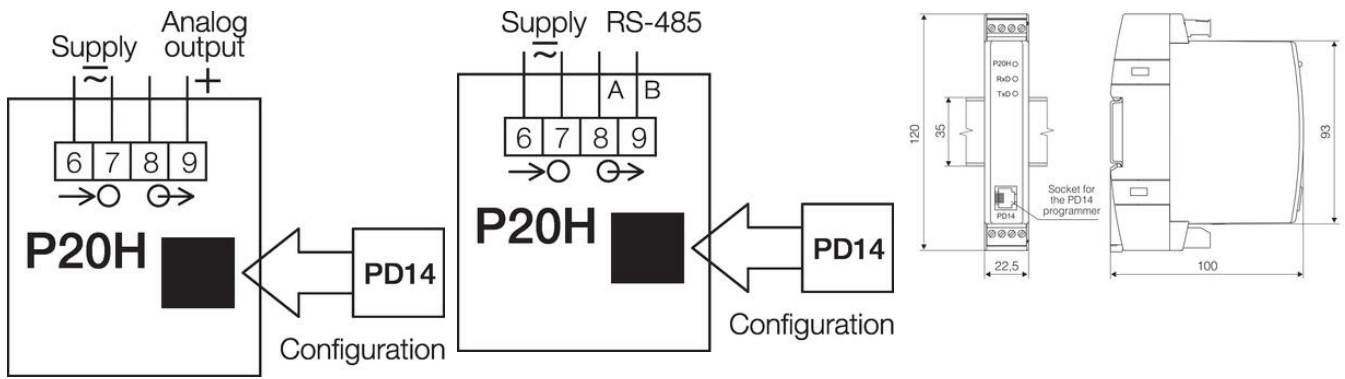 Supply
Analog
output
+
6 7 8 9
P20H
PD14
Configuration
Supply RS-485
A B
6 7 8 9
P20H
PD14
Configuration
120
35
P20H
RxD
TxD
Socket for
the PD14
programmer
PD14
22,5
93
100